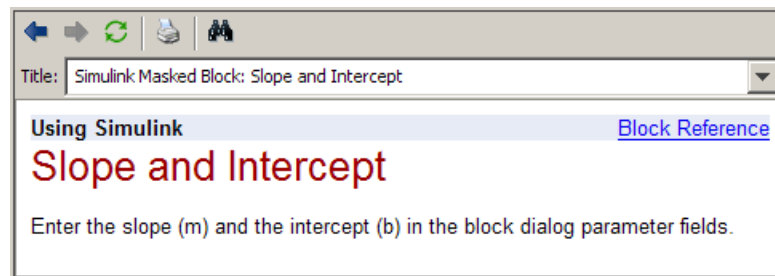 Title: Simulink Masked Block: Slope and Intercept
Using Simulink Block Reference
Slope and Intercept
Enter the slope (m) and the intercept (b) in the block dialog parameter fields.